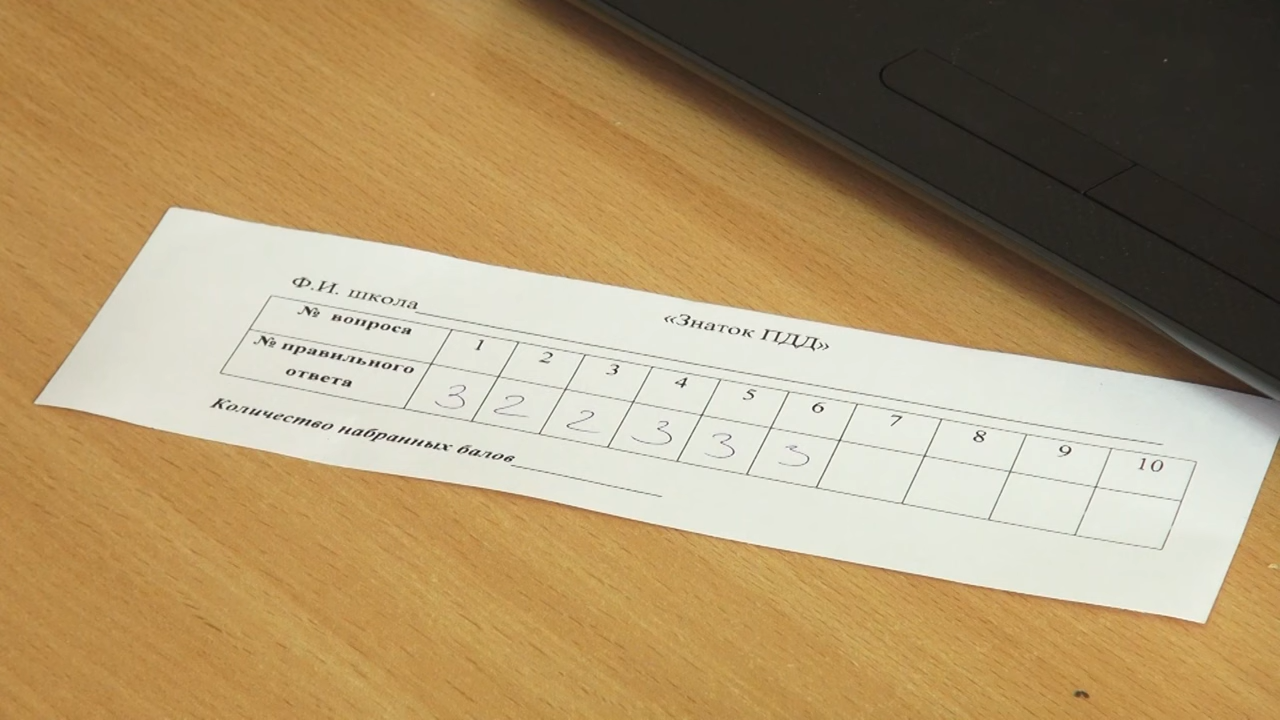 «Знаток ПДД»
Ф.И. школа
№ вопроса 1 2 3 4 5 6 7 8 9 10
№ правильного ответа 3 2 2 3 3 3
Количество набранных балов